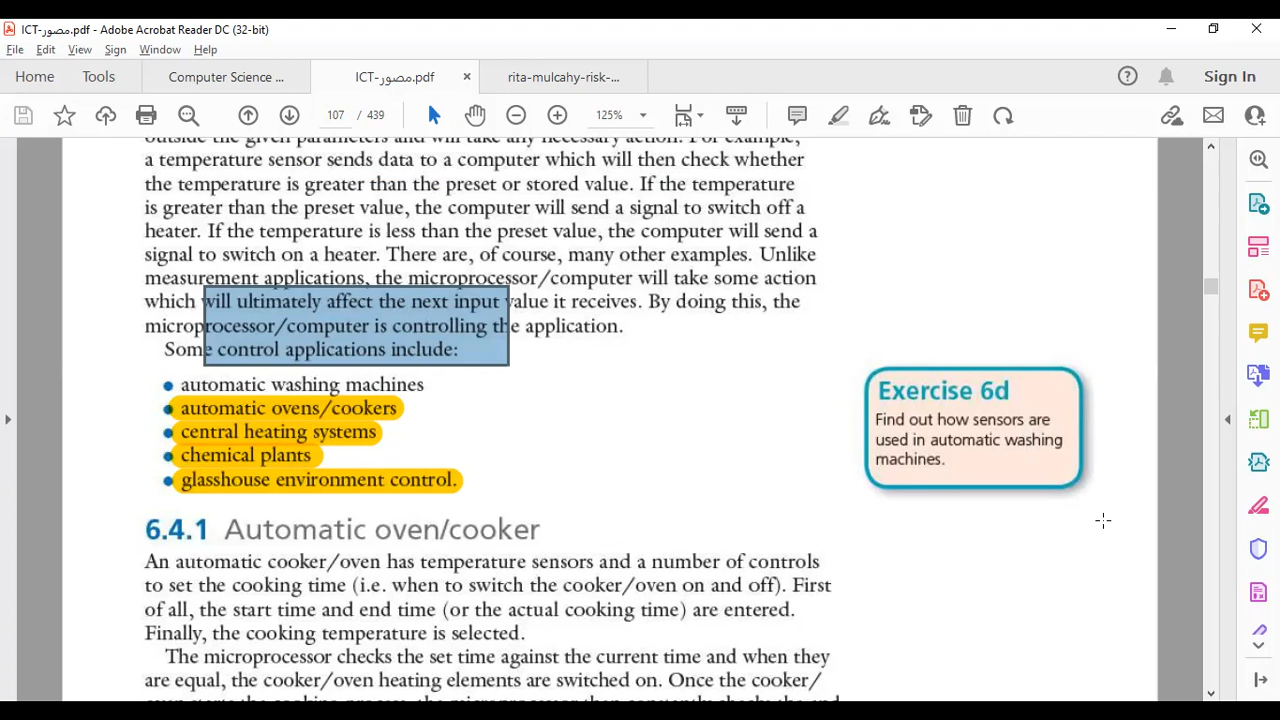 ICT-مصور.pdf - Adobe Acrobat Reader DC (32-bit)
File Edit View Sign Window Help
Home Tools Computer Science ... ICT-مصور.pdf × rita-mulcahy-risk-... Sign In
107 / 439 125%
outside the given parameters and will take any necessary action. For example,
a temperature sensor sends data to a computer which will then check whether
the temperature is greater than the preset or stored value. If the temperature
is greater than the preset value, the computer will send a signal to switch off a
heater. If the temperature is less than the preset value, the computer will send a
signal to switch on a heater. There are, of course, many other examples. Unlike
measurement applications, the microprocessor/computer will take some action
which will ultimately affect the next input value it receives. By doing this, the
microprocessor/computer is controlling the application.
Some control applications include:
• automatic washing machines
• automatic ovens/cookers
• central heating systems
• chemical plants
• glasshouse environment control.
Exercise 6d
Find out how sensors are
used in automatic washing
machines.
6.4.1 Automatic oven/cooker
An automatic cooker/oven has temperature sensors and a number of controls
to set the cooking time (i.e. when to switch the cooker/oven on and off). First
of all, the start time and end time (or the actual cooking time) are entered.
Finally, the cooking temperature is selected.
The microprocessor checks the set time against the current time and when they
are equal, the cooker/oven heating elements are switched on. Once the cooker/